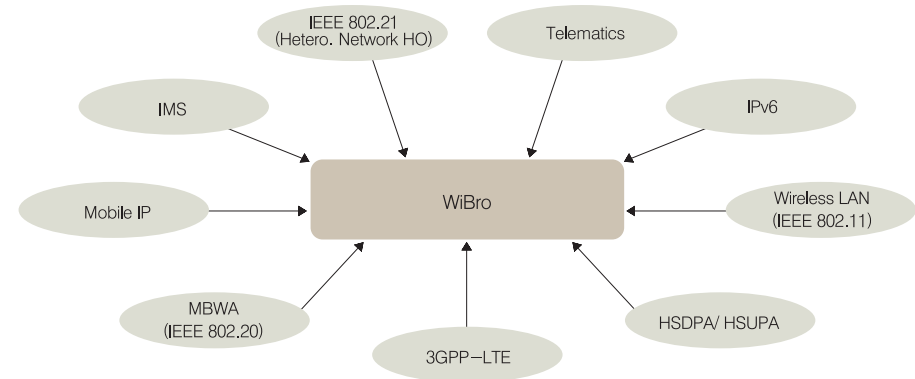 IEEE 802.21
(Hetero. Network HO)
Telematics
IMS
IPv6
WiBro
Mobile IP
Wireless LAN
(IEEE 802.11)
MBWA
(IEEE 802.20)
HSDPA/ HSUPA
3GPP-LTE